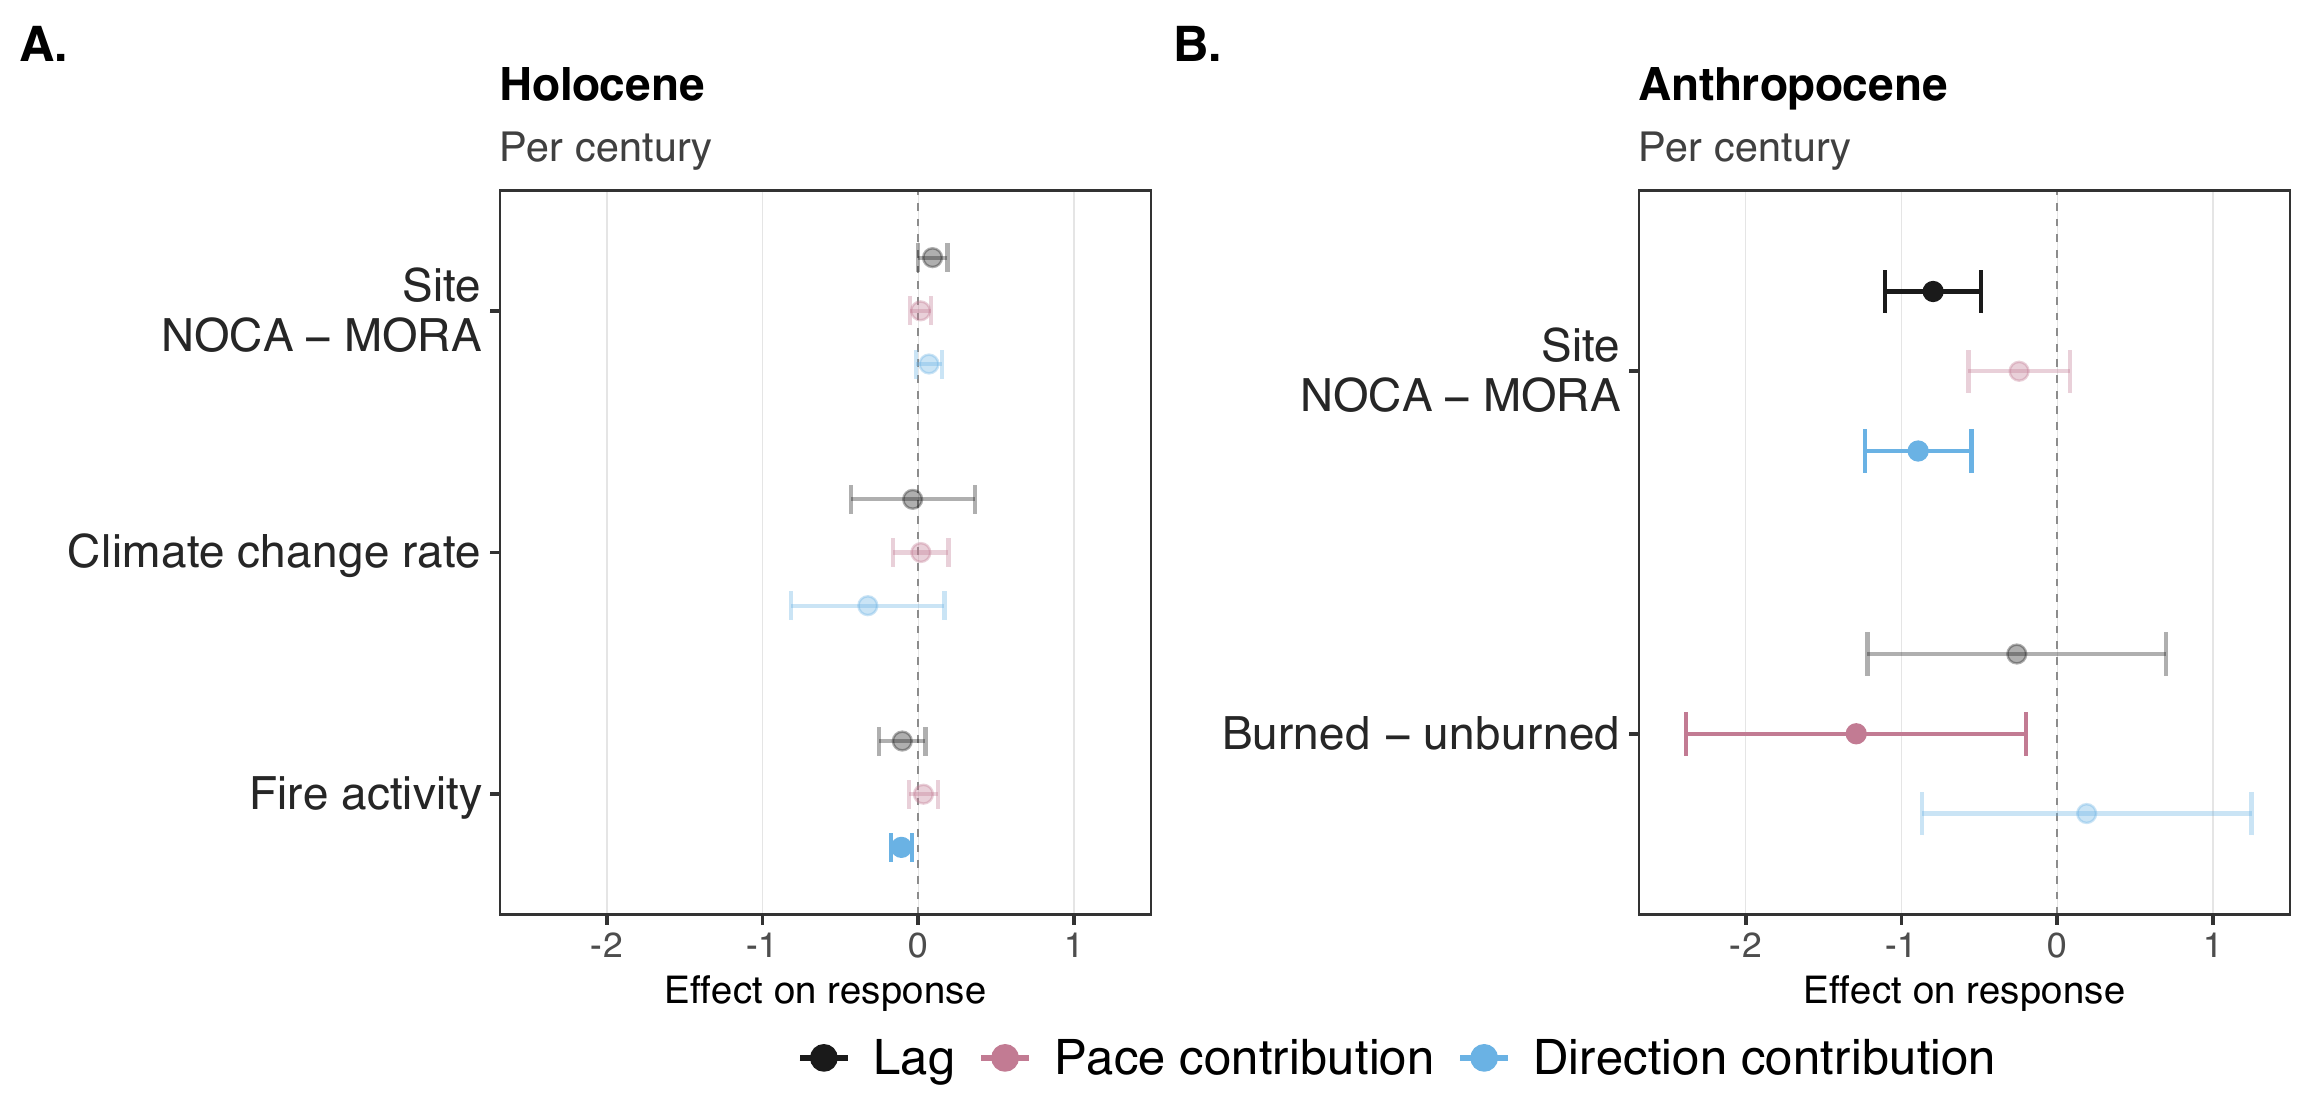 A.
Holocene
Per century
Site
NOCA – MORA
Climate change rate
Fire activity
-2 -1 0 1
Effect on response
B.
Anthropocene
Per century
Site
NOCA – MORA
Burned – unburned
-2 -1 0 1
Effect on response
Lag Pace contribution Direction contribution